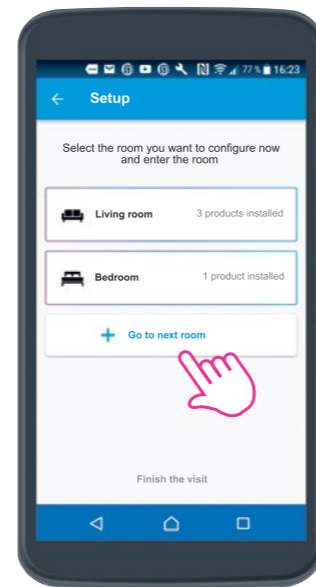 77% 16:23
Setup
Select the room you want to configure now
and enter the room
Living room 3 products installed
Bedroom 1 product installed
+ Go to next room
Finish the visit